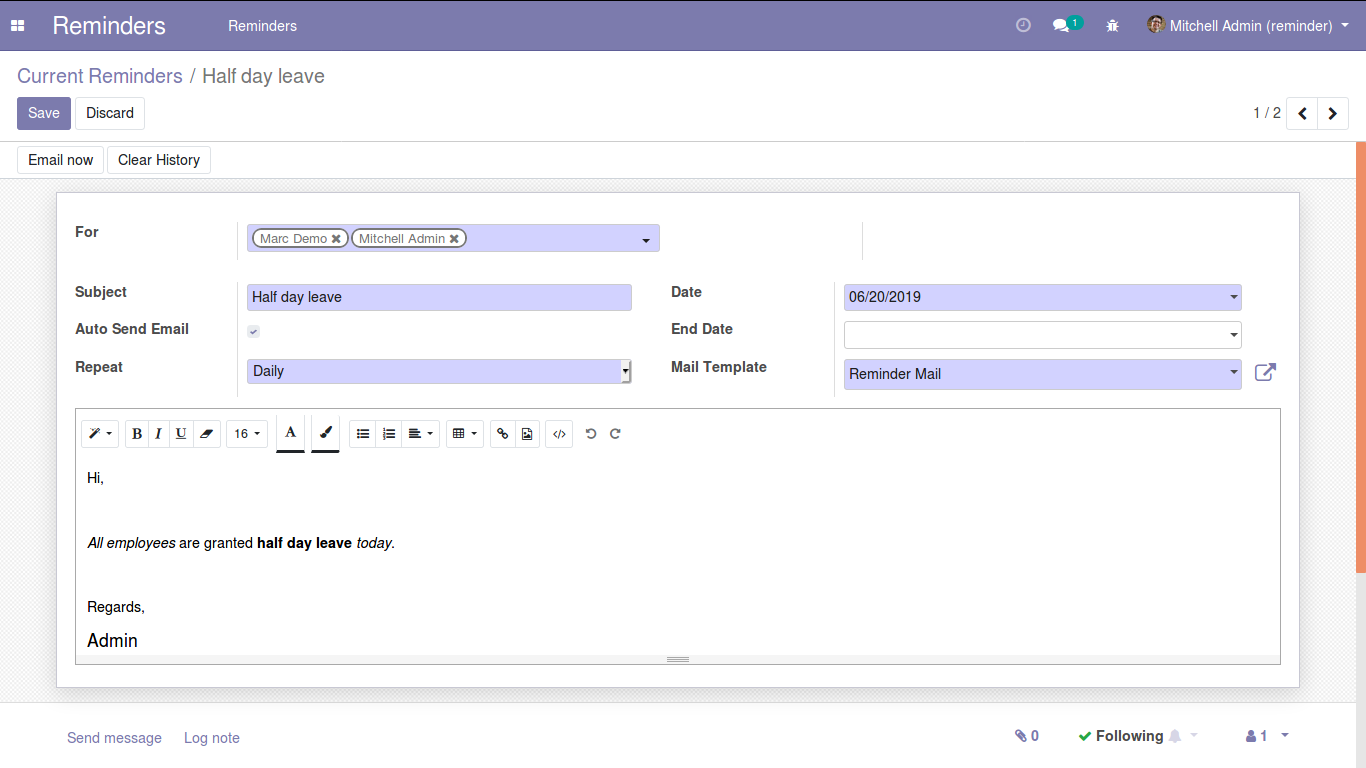 Reminders Reminders 1 Mitchell Admin (reminder)
Current Reminders / Half day leave
Save Discard 1 / 2
Email now Clear History
For Marc Demo Mitchell Admin
Subject Half day leave Date 06/20/2019
Auto Send Email End Date
Repeat Daily Mail Template Reminder Mail
B I U 16 A </>
Hi,
All employees are granted half day leave today.
Regards,
Admin
Send message Log note 0 Following 1